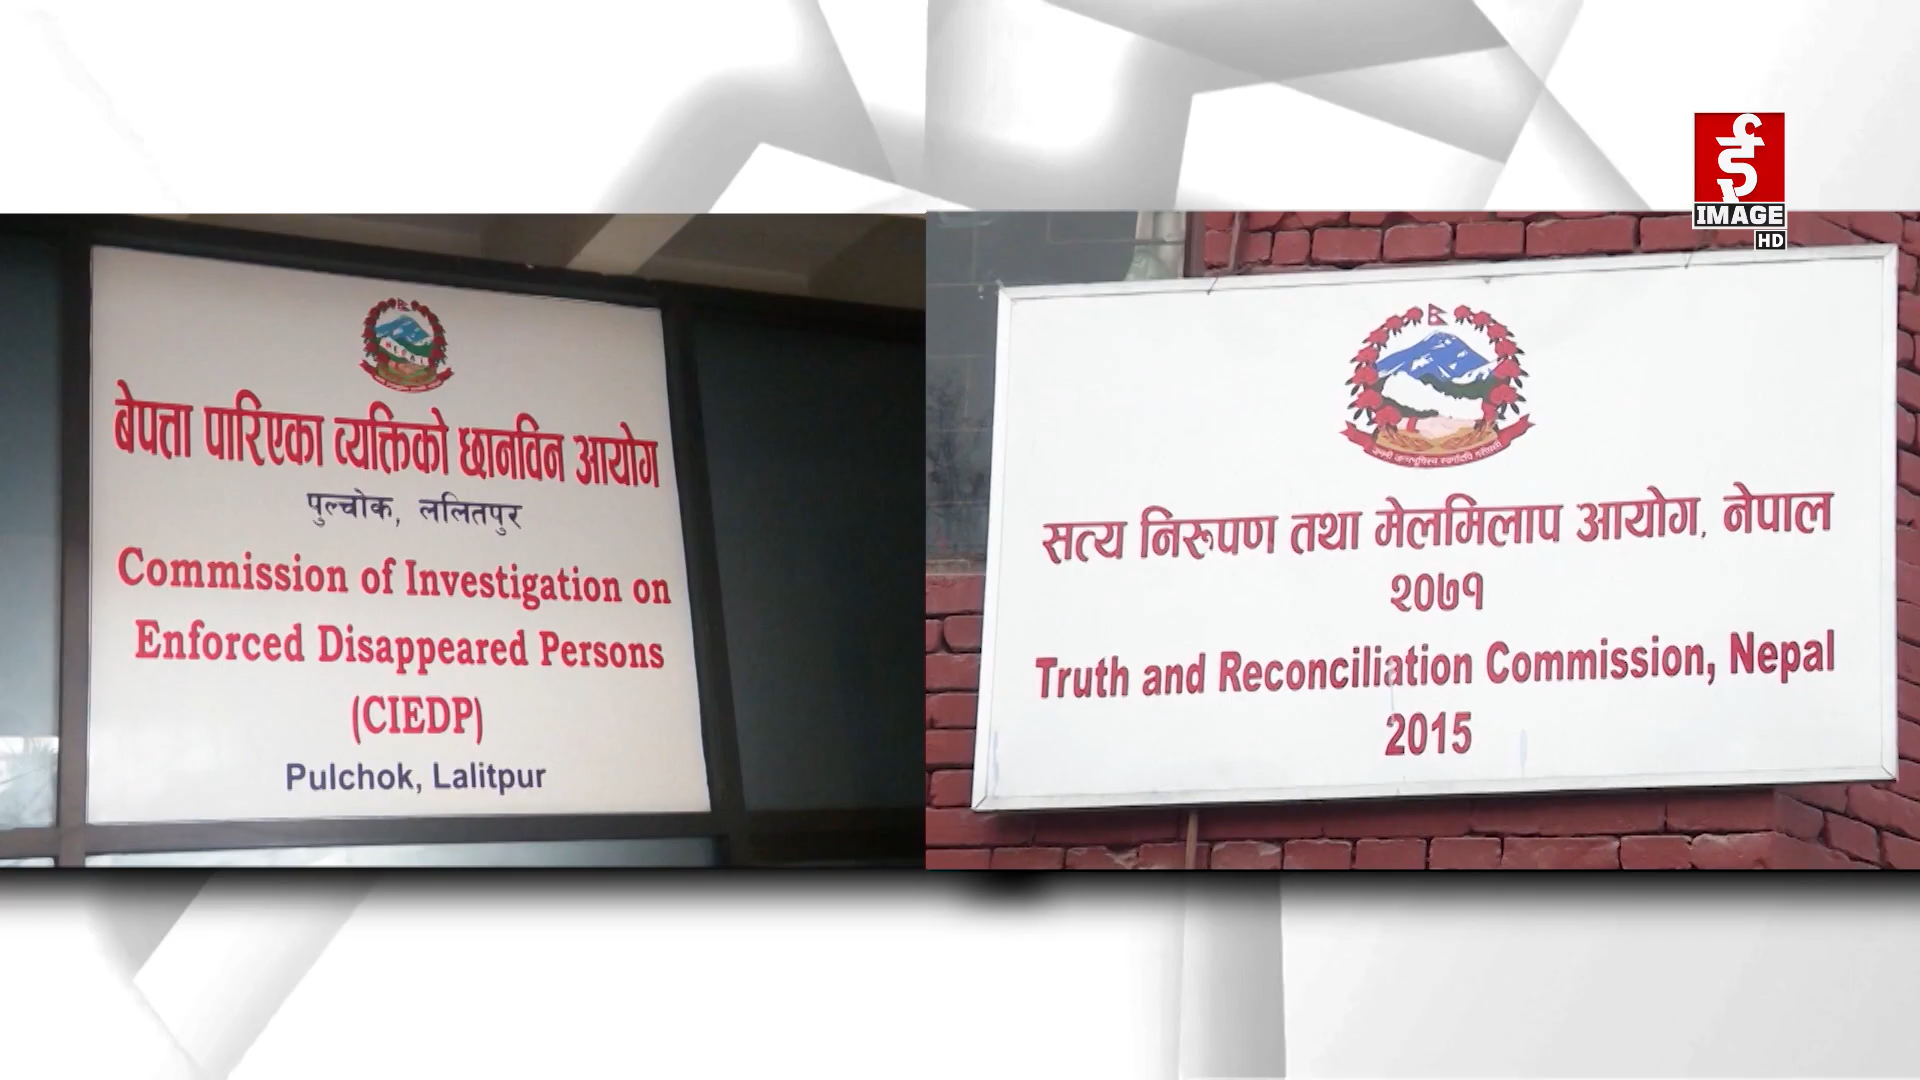 बेपत्ता पारिएका व्यक्तिको छानविन आयोग
पुल्चोक, ललितपुर
Commission of Investigation on
Enforced Disappeared Persons
(CIEDP)
Pulchok, Lalitpur
सत्य निरुपण तथा मेलमिलाप आयोग, नेपाल
२०७१
Truth and Reconciliation Commission, Nepal
2015
IMAGE
HD